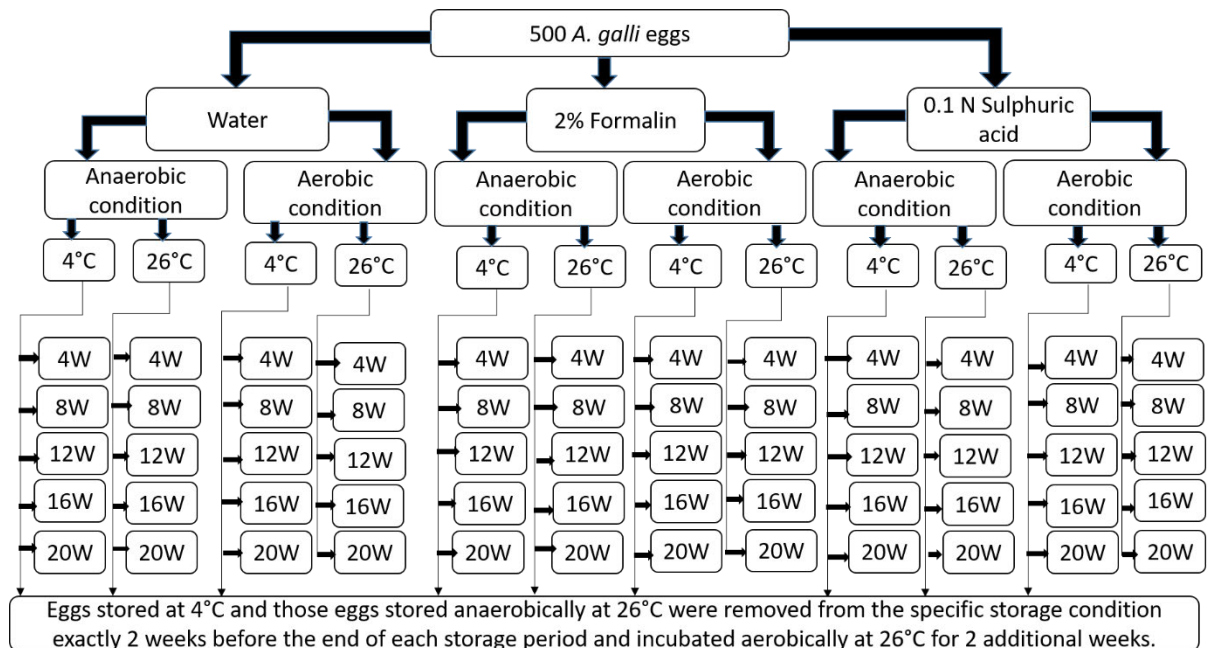 500 A. galli eggs
Water
2% Formalin
0.1 N Sulphuric
acid
Anaerobic
condition
Aerobic
condition
Anaerobic
condition
Aerobic
condition
Anaerobic
condition
Aerobic
condition
4°C 26°C 4°C 26°C 4°C 26°C 4°C 26°C 4°C 26°C 4°C 26°C
4W 4W 4W 4W 4W 4W 4W 4W 4W 4W 4W 4W
8W 8W 8W 8W 8W 8W 8W 8W 8W 8W 8W 8W
12W 12W 12W 12W 12W 12W 12W 12W 12W 12W 12W 12W
16W 16W 16W 16W 16W 16W 16W 16W 16W 16W 16W 16W
20W 20W 20W 20W 20W 20W 20W 20W 20W 20W 20W 20W
Eggs stored at 4°C and those eggs stored anaerobically at 26°C were removed from the specific storage condition
exactly 2 weeks before the end of each storage period and incubated aerobically at 26°C for 2 additional weeks.